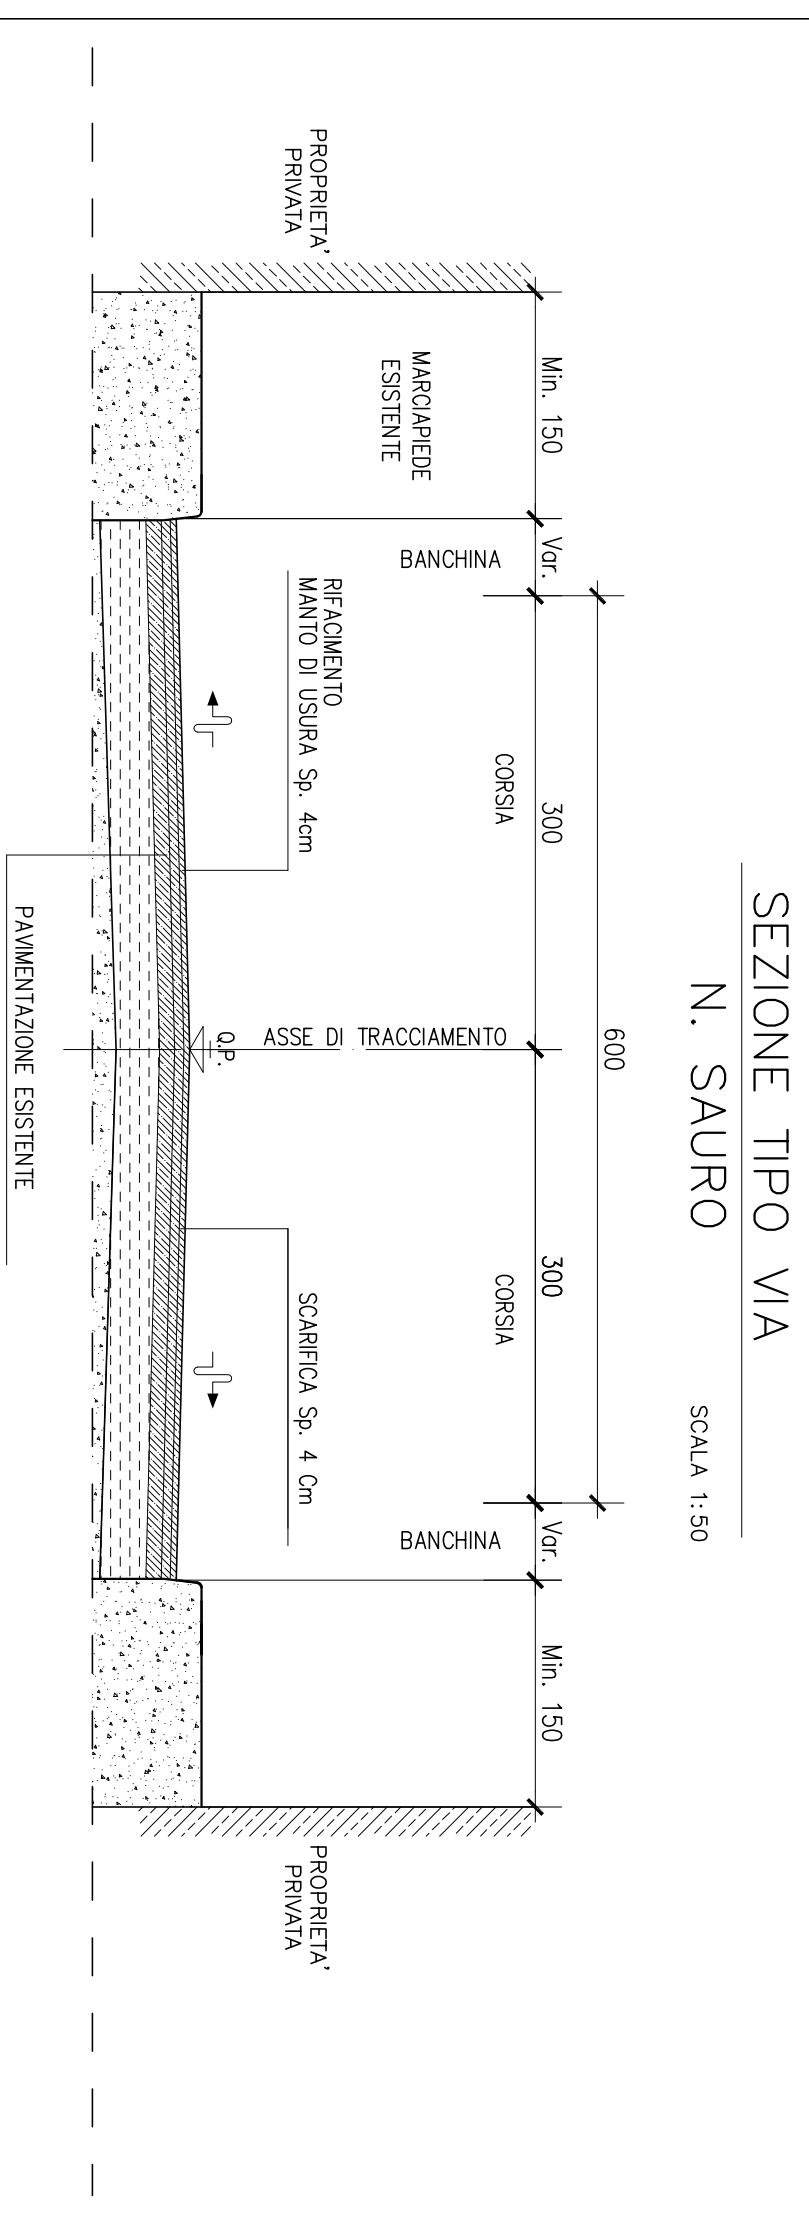 SEZIONE TIPO VIA
N. SAURO
SCALA 1:50
600
Min. 150
Var.
300
300
Var.
Min. 150
CORSIA
CORSIA
MARCIAPIEDE
ESISTENTE
BANCHINA
BANCHINA
ASSE DI TRACCIAMENTO
PROPRIETA'
PRIVATA
RIFACIMENTO
MANTO DI USURA Sp. 4cm
SCARIFICA Sp. 4 Cm
PROPRIETA'
PRIVATA
Q.P.
PAVIMENTAZIONE ESISTENTE